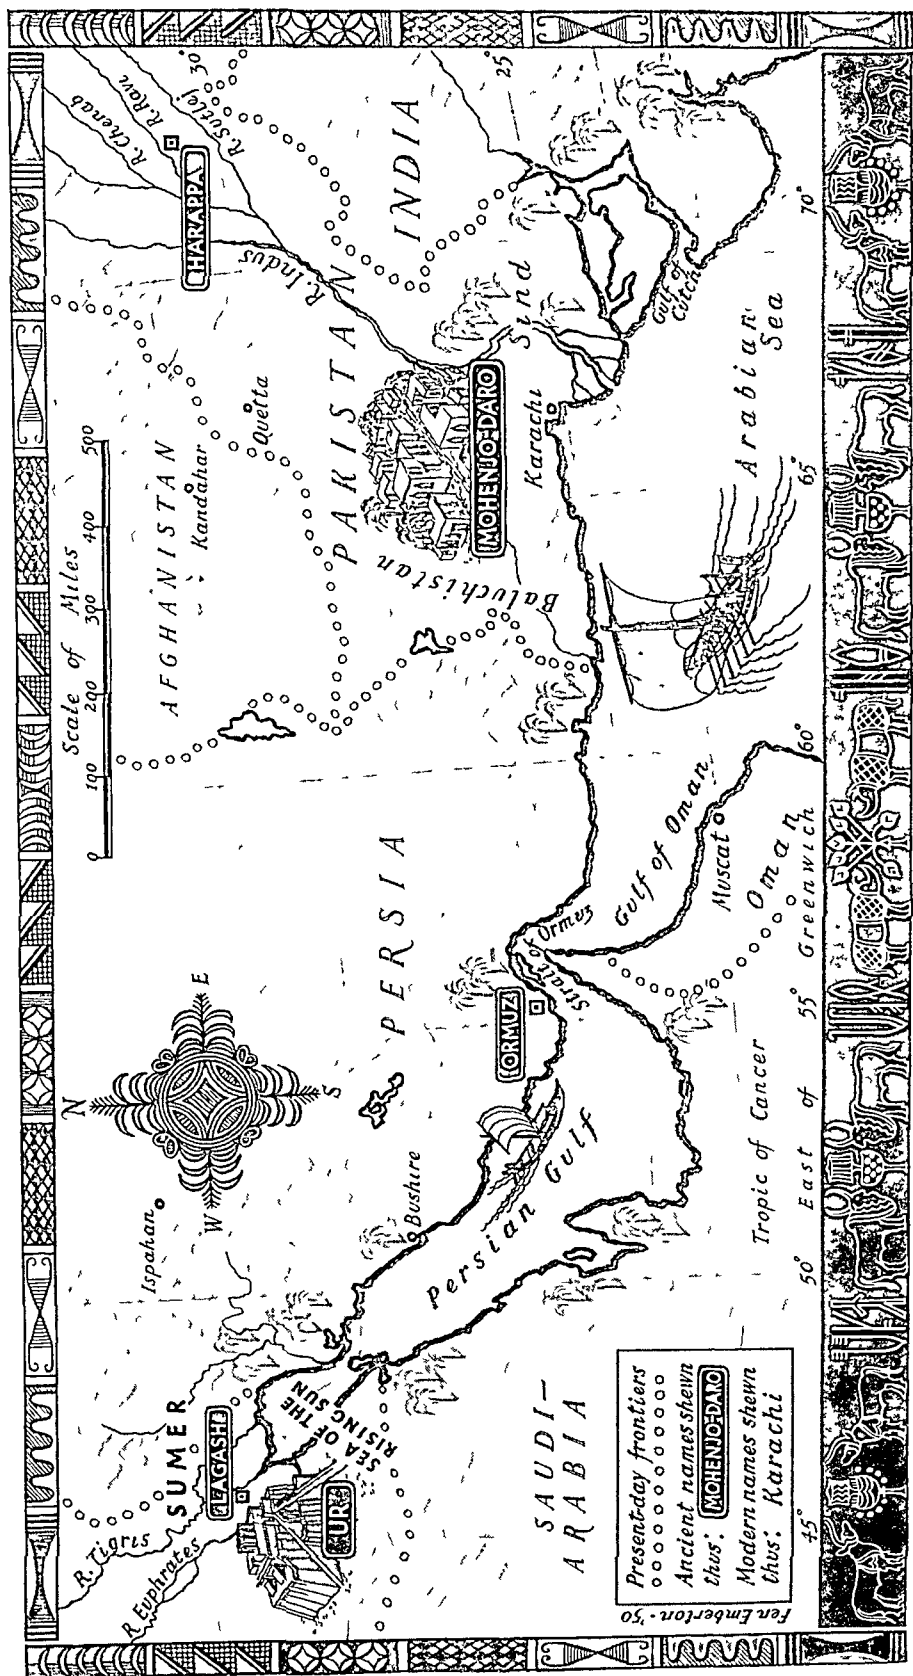 Scale of Miles
0 100 200 300 400 500
N
E
S
W
R. Tigris
R. Euphrates
SUMER
LAGASH
UR
SEA OF THE
RISING SUN
Ispahan
Bushire
PERSIA
Persian Gulf
ORMUZ
Strait of Ormuz
Gulf of Oman
Muscat
Oman
SAUDI-
ARABIA
Tropic of Cancer
AFGHANISTAN
Kandahar
Quetta
PAKISTAN
Baluchistan
MOHENJO-DARO
Karachi
Sind
R. Indus
HARAPPA
R. Chenab
R. Ravi
R. Sutlej
INDIA
Gulf of
Cutch
Arabian
Sea
30°
25°
45°
50°
55°
60°
65°
70°
East of Greenwich
Present-day frontiers
Ancient names shewn
thus: MOHENJO-DARO
Modern names shewn
thus: Karachi
Fen Emberton - '50